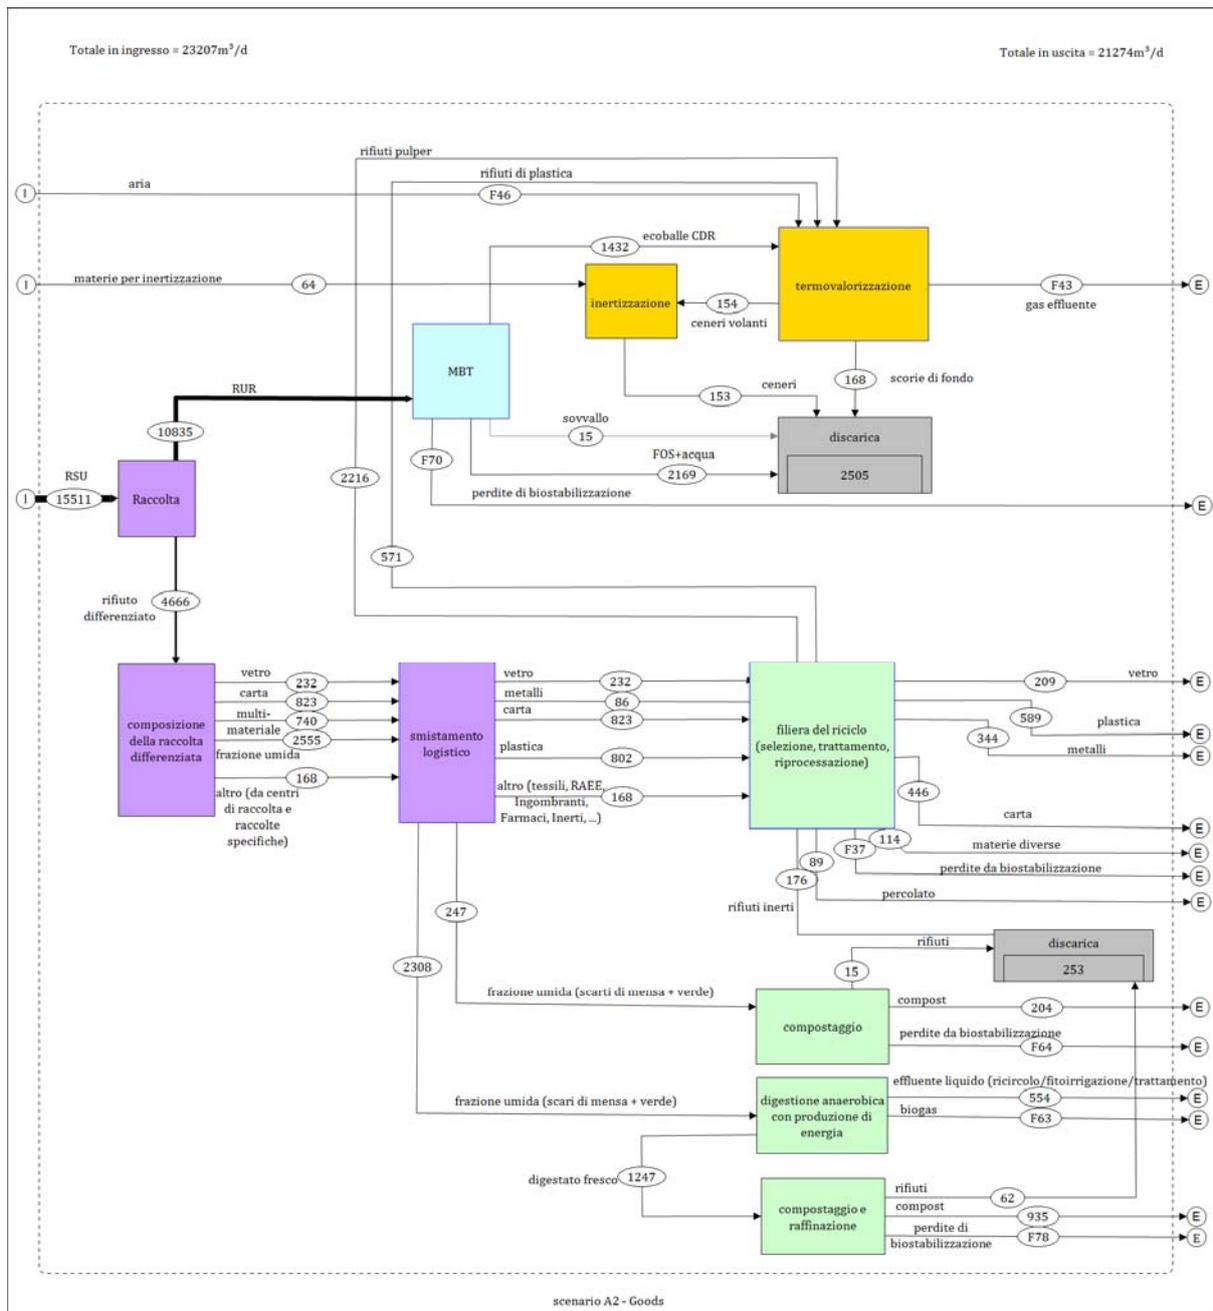 Totale in ingresso = 23207m³/d
Totale in uscita = 21274m³/d
rifiuti pulper
rifiuti di plastica
aria
I
F46
ecoballe CDR
1432
materie per inertizzazione
I
64
inertizzazione
154
ceneri volanti
termovalorizzazione
F43
gas effluente
E
MBT
RUR
10835
153
ceneri
168
scorie di fondo
sovvallo
15
discarica
2505
F70
FOS+acqua
2169
perdite di biostabilizzazione
E
RSU
I
15511
Raccolta
2216
571
rifiuto
differenziato
4666
composizione
della raccolta
differenziata
vetro
232
carta
823
multi-
materiale
740
2555
frazione umida
168
altro (da centri
di raccolta e
raccolte
specifiche)
smistamento
logistico
vetro
232
metalli
86
carta
823
plastica
802
altro (tessili, RAEE,
Ingombranti,
Farmaci, Inerti, ...)
168
filiera del riciclo
(selezione, trattamento,
riprocessazione)
209
vetro
E
589
plastica
E
344
metalli
E
446
carta
E
114
materie diverse
E
F37
perdite da biostabilizzazione
E
89
percolato
E
176
rifiuti inerti
247
2308
rifiuti
15
discarica
253
frazione umida (scarti di mensa + verde)
compostaggio
compost
204
E
perdite da biostabilizzazione
F64
E
frazione umida (scari di mensa + verde)
digestione anaerobica
con produzione di
energia
effluente liquido (ricircolo/fitoirrigazione/trattamento)
554
E
biogas
F63
E
digestato fresco
1247
compostaggio e
raffinazione
rifiuti
62
compost
935
E
perdite di
biostabilizzazione
F78
E
scenario A2 - Goods